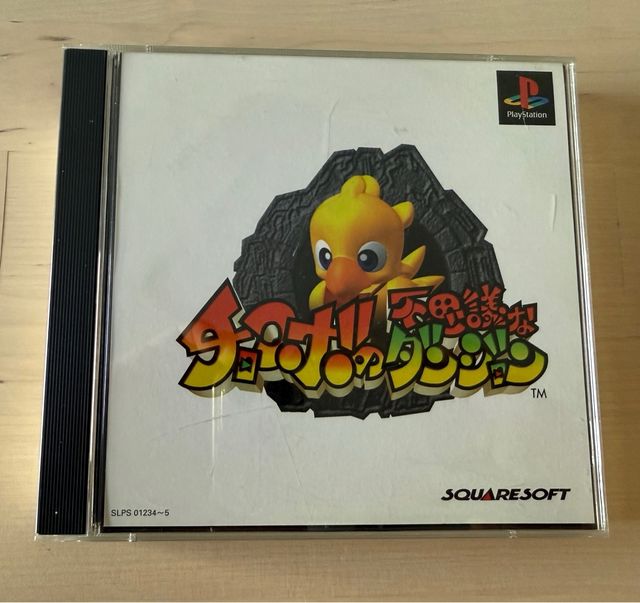 PlayStation
チョコボの
不思議な
ダンジョン
TM
SQUARESOFT
SLPS 01234〜5